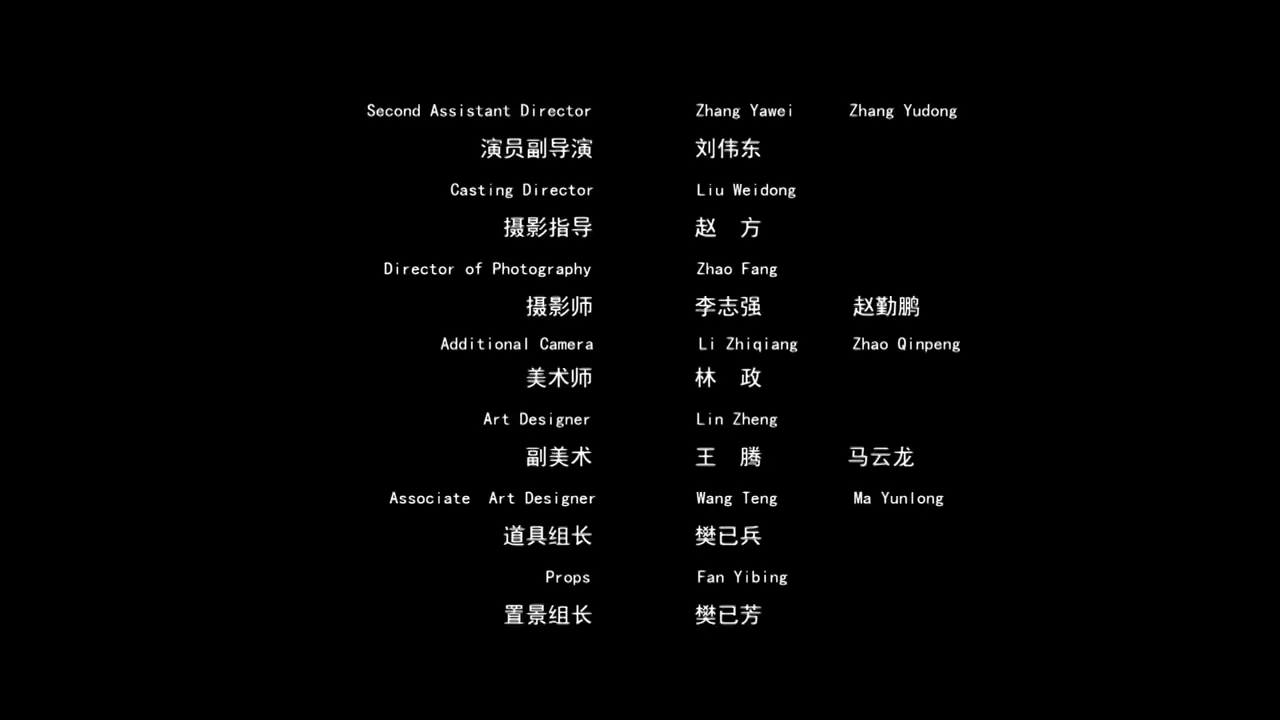 Second Assistant Director Zhang Yawei Zhang Yudong
演员副导演 刘伟东
Casting Director Liu Weidong
摄影指导 赵 方
Director of Photography Zhao Fang
摄影师 李志强 赵勤鹏
Additional Camera Li Zhiqiang Zhao Qinpeng
美术师 林 政
Art Designer Lin Zheng
副美术 王 腾 马云龙
Associate Art Designer Wang Teng Ma Yunlong
道具组长 樊已兵
Props Fan Yibing
置景组长 樊已芳